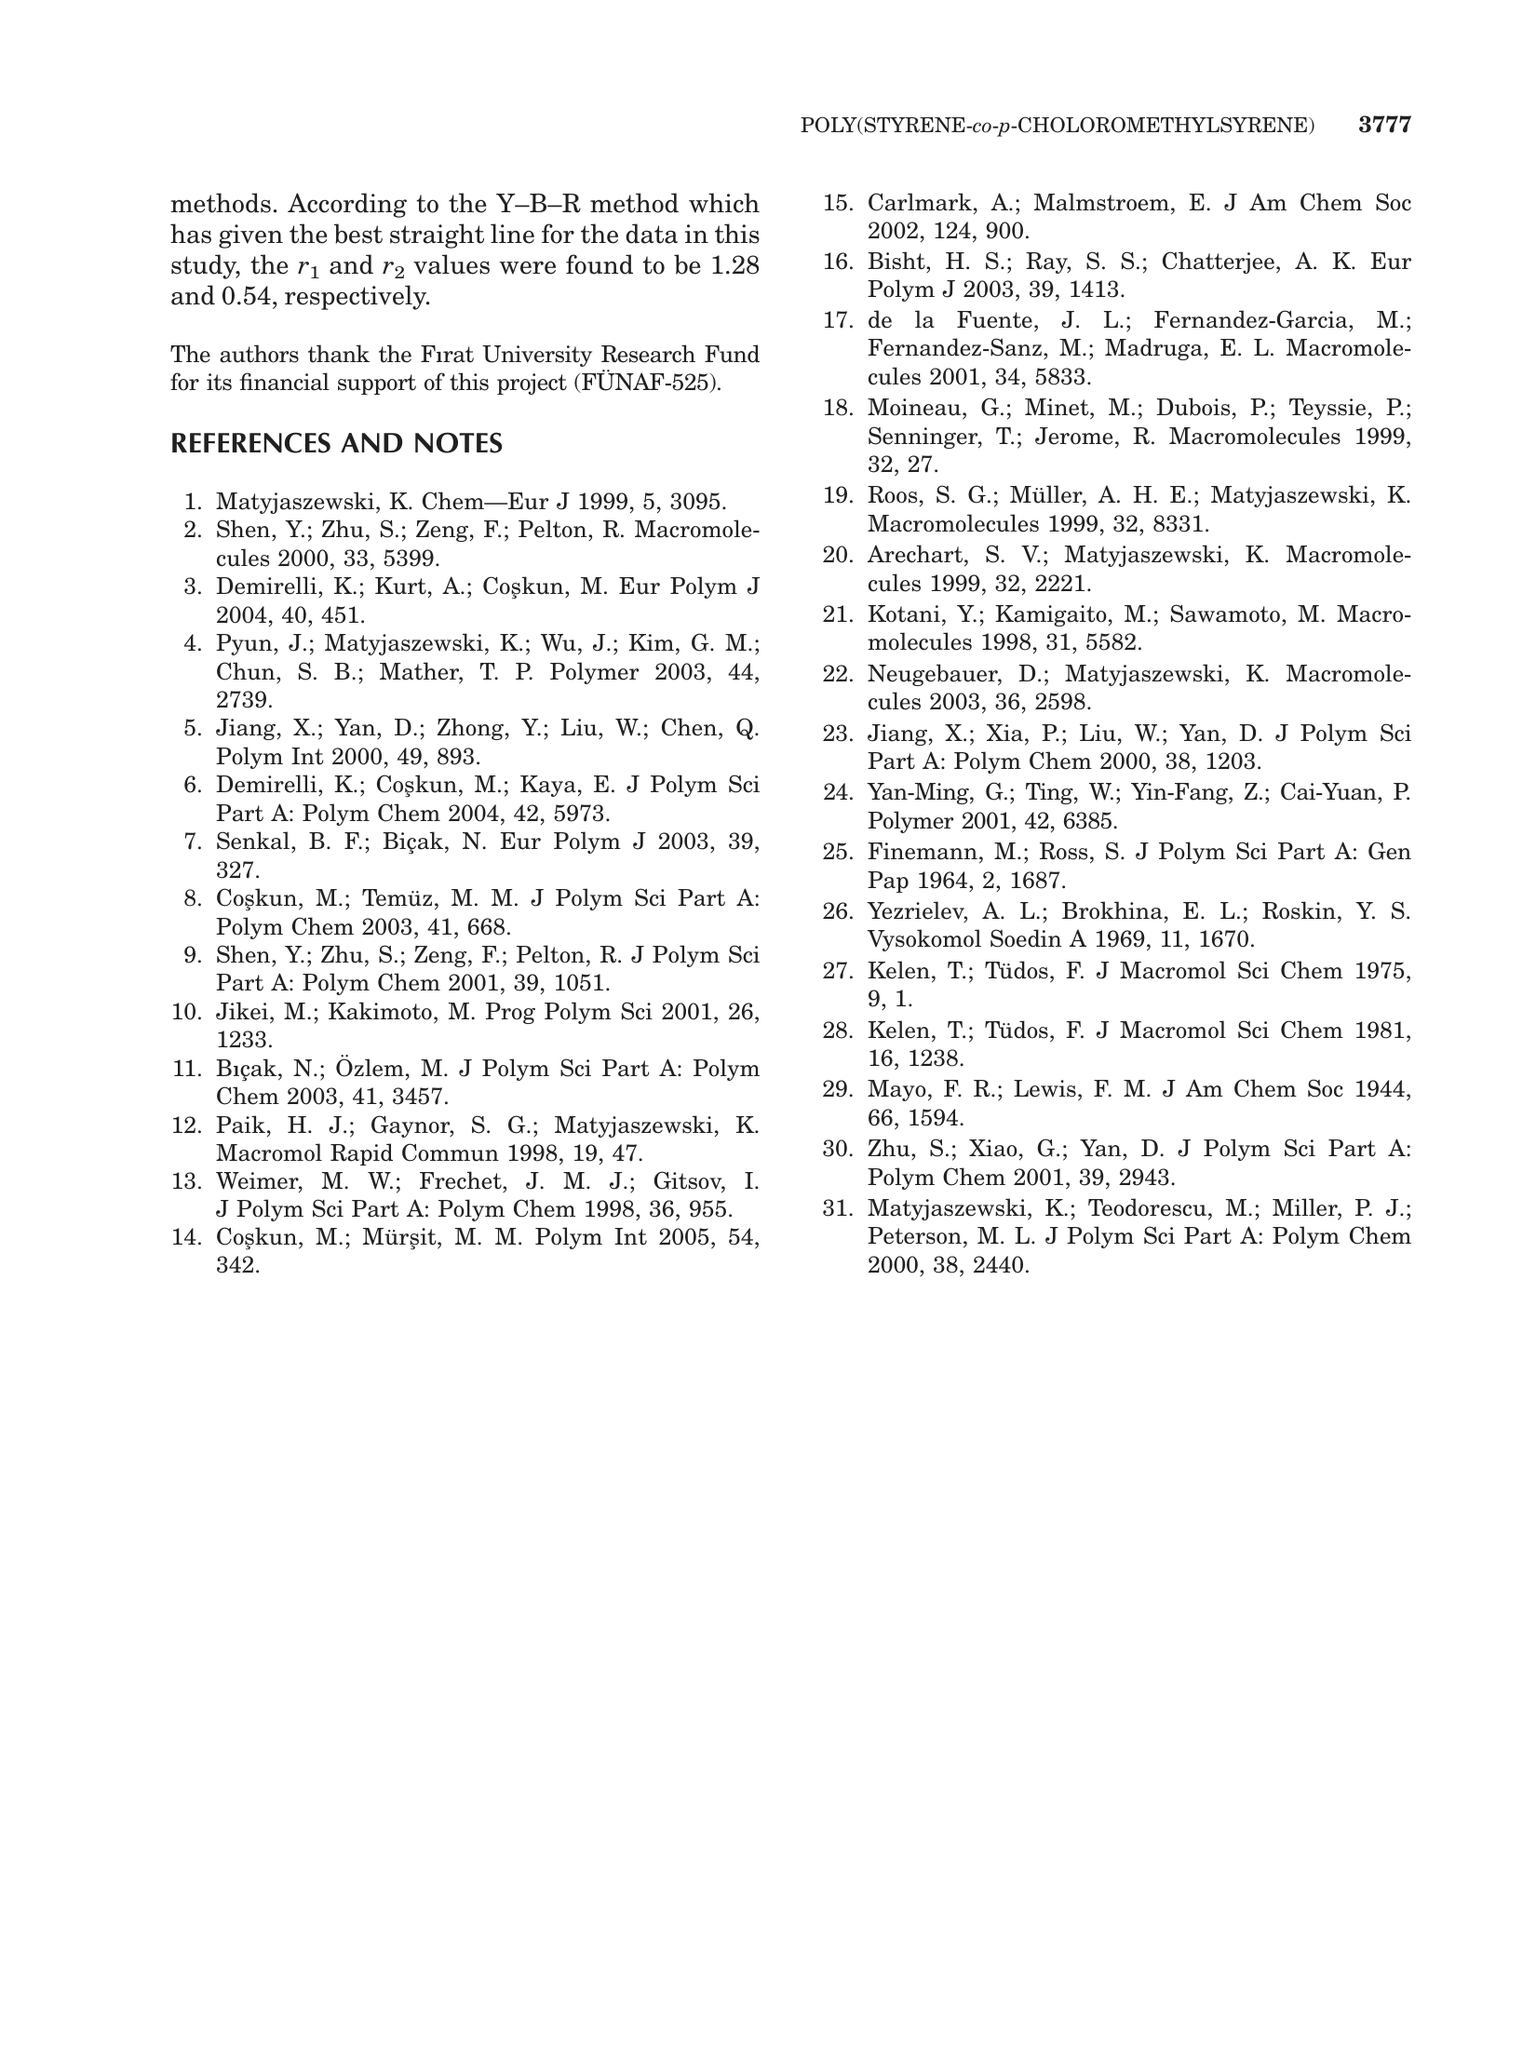 POLY(STYRENE-co-p-CHOLOROMETHYLSYRENE) 3777
methods. According to the Y–B–R method which
has given the best straight line for the data in this
study, the r1 and r2 values were found to be 1.28
and 0.54, respectively.
The authors thank the Fırat University Research Fund
for its financial support of this project (FÜNAF-525).
REFERENCES AND NOTES
1. Matyjaszewski, K. Chem—Eur J 1999, 5, 3095.
2. Shen, Y.; Zhu, S.; Zeng, F.; Pelton, R. Macromole-
cules 2000, 33, 5399.
3. Demirelli, K.; Kurt, A.; Coşkun, M. Eur Polym J
2004, 40, 451.
4. Pyun, J.; Matyjaszewski, K.; Wu, J.; Kim, G. M.;
Chun, S. B.; Mather, T. P. Polymer 2003, 44,
2739.
5. Jiang, X.; Yan, D.; Zhong, Y.; Liu, W.; Chen, Q.
Polym Int 2000, 49, 893.
6. Demirelli, K.; Coşkun, M.; Kaya, E. J Polym Sci
Part A: Polym Chem 2004, 42, 5973.
7. Senkal, B. F.; Biçak, N. Eur Polym J 2003, 39,
327.
8. Coşkun, M.; Temüz, M. M. J Polym Sci Part A:
Polym Chem 2003, 41, 668.
9. Shen, Y.; Zhu, S.; Zeng, F.; Pelton, R. J Polym Sci
Part A: Polym Chem 2001, 39, 1051.
10. Jikei, M.; Kakimoto, M. Prog Polym Sci 2001, 26,
1233.
11. Bıçak, N.; Özlem, M. J Polym Sci Part A: Polym
Chem 2003, 41, 3457.
12. Paik, H. J.; Gaynor, S. G.; Matyjaszewski, K.
Macromol Rapid Commun 1998, 19, 47.
13. Weimer, M. W.; Frechet, J. M. J.; Gitsov, I.
J Polym Sci Part A: Polym Chem 1998, 36, 955.
14. Coşkun, M.; Mürşit, M. M. Polym Int 2005, 54,
342.
15. Carlmark, A.; Malmstroem, E. J Am Chem Soc
2002, 124, 900.
16. Bisht, H. S.; Ray, S. S.; Chatterjee, A. K. Eur
Polym J 2003, 39, 1413.
17. de la Fuente, J. L.; Fernandez-Garcia, M.;
Fernandez-Sanz, M.; Madruga, E. L. Macromole-
cules 2001, 34, 5833.
18. Moineau, G.; Minet, M.; Dubois, P.; Teyssie, P.;
Senninger, T.; Jerome, R. Macromolecules 1999,
32, 27.
19. Roos, S. G.; Müller, A. H. E.; Matyjaszewski, K.
Macromolecules 1999, 32, 8331.
20. Arechart, S. V.; Matyjaszewski, K. Macromole-
cules 1999, 32, 2221.
21. Kotani, Y.; Kamigaito, M.; Sawamoto, M. Macro-
molecules 1998, 31, 5582.
22. Neugebauer, D.; Matyjaszewski, K. Macromole-
cules 2003, 36, 2598.
23. Jiang, X.; Xia, P.; Liu, W.; Yan, D. J Polym Sci
Part A: Polym Chem 2000, 38, 1203.
24. Yan-Ming, G.; Ting, W.; Yin-Fang, Z.; Cai-Yuan, P.
Polymer 2001, 42, 6385.
25. Finemann, M.; Ross, S. J Polym Sci Part A: Gen
Pap 1964, 2, 1687.
26. Yezrielev, A. L.; Brokhina, E. L.; Roskin, Y. S.
Vysokomol Soedin A 1969, 11, 1670.
27. Kelen, T.; Tüdos, F. J Macromol Sci Chem 1975,
9, 1.
28. Kelen, T.; Tüdos, F. J Macromol Sci Chem 1981,
16, 1238.
29. Mayo, F. R.; Lewis, F. M. J Am Chem Soc 1944,
66, 1594.
30. Zhu, S.; Xiao, G.; Yan, D. J Polym Sci Part A:
Polym Chem 2001, 39, 2943.
31. Matyjaszewski, K.; Teodorescu, M.; Miller, P. J.;
Peterson, M. L. J Polym Sci Part A: Polym Chem
2000, 38, 2440.